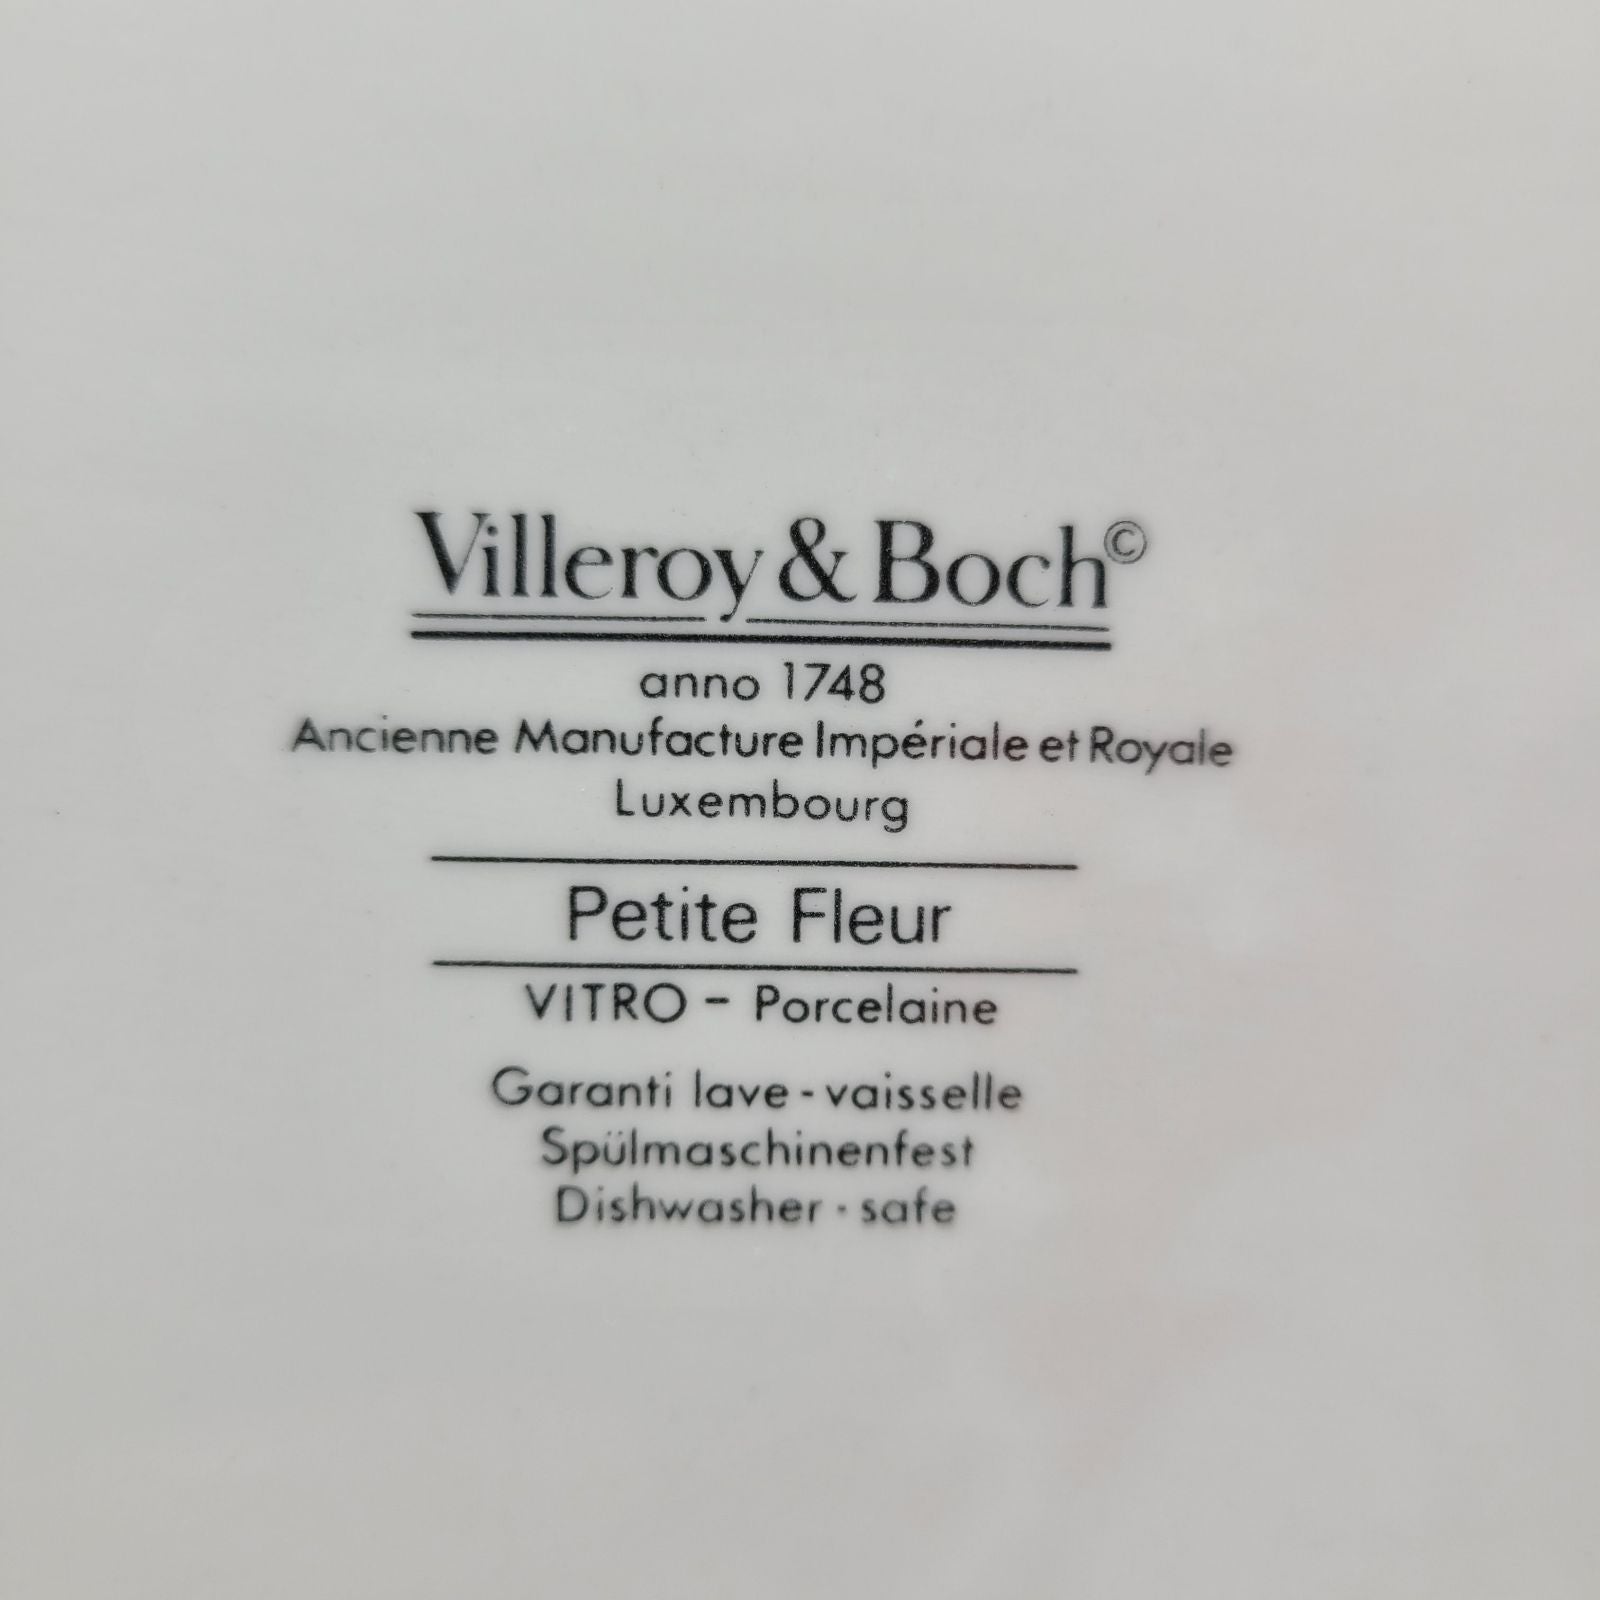 Villeroy & Boch©
anno 1748
Ancienne Manufacture Impériale et Royale
Luxembourg
Petite Fleur
VITRO - Porcelaine
Garanti lave-vaisselle
Spülmaschinenfest
Dishwasher·safe